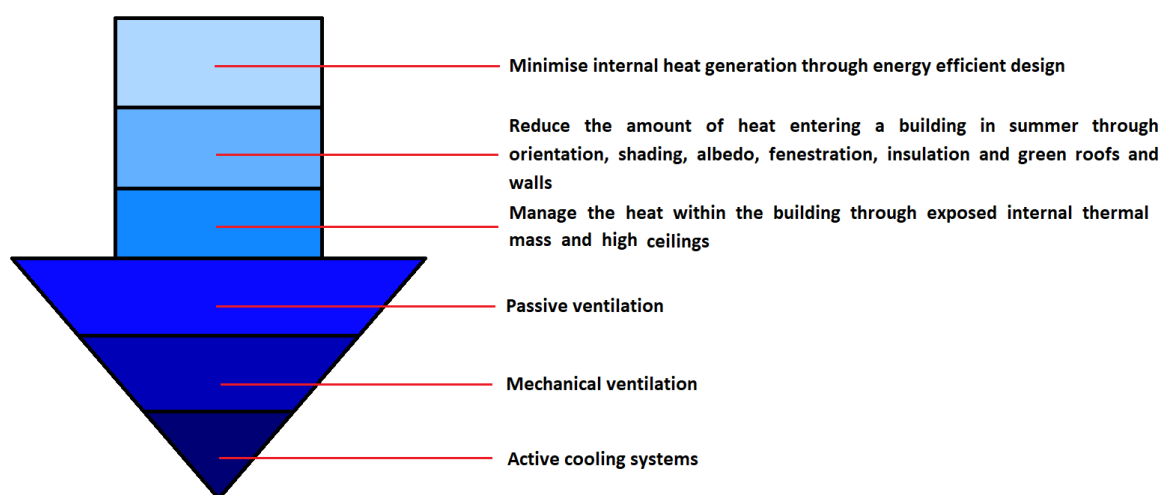 Minimise internal heat generation through energy efficient design
Reduce the amount of heat entering a building in summer through
orientation, shading, albedo, fenestration, insulation and green roofs and
walls
Manage the heat within the building through exposed internal thermal
mass and high ceilings
Passive ventilation
Mechanical ventilation
Active cooling systems